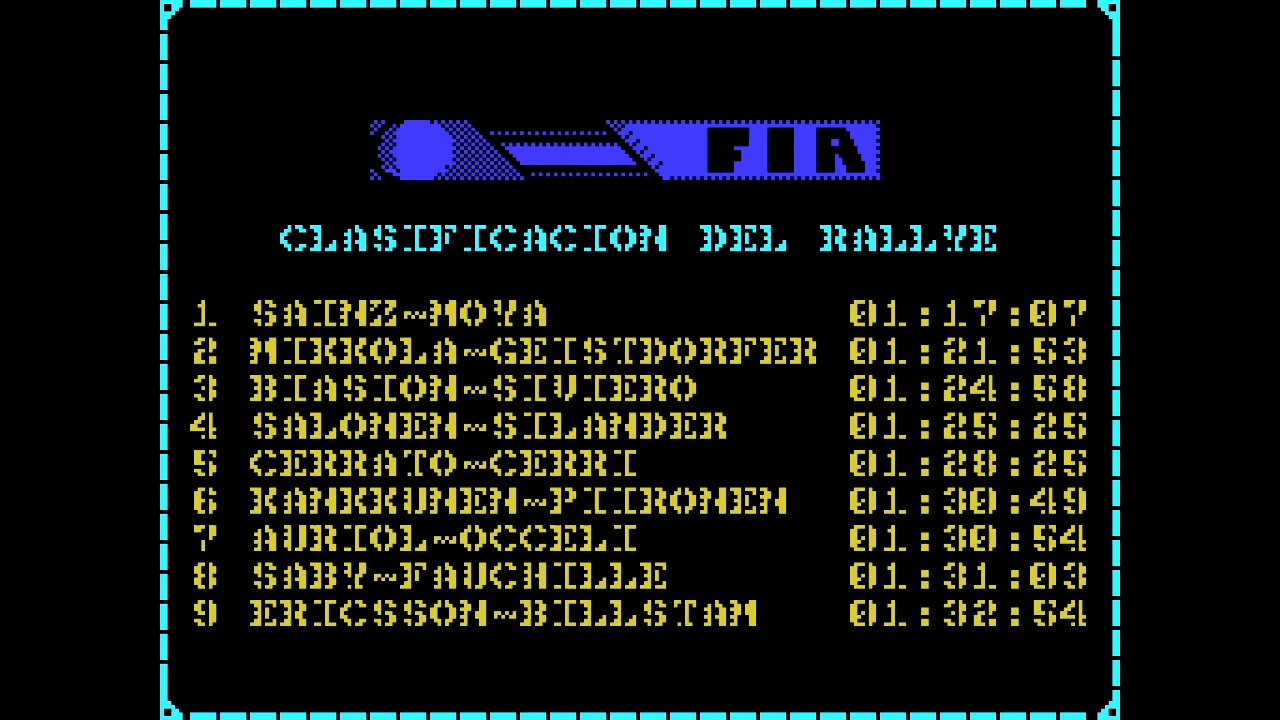 FIA
CLASIFICACION DEL RALLYE
1 SAINZ~MOYA 01:17:07
2 MIKKOLA~GEISTDORFER 01:21:53
3 BIASION~SIVIERO 01:24:58
4 SALONEN~SILANDER 01:25:25
5 CERRATO~CERRI 01:28:25
6 KANKKUNEN~PIIRONEN 01:30:49
7 AURIOL~OCCELI 01:30:54
8 SABY~FAUCHILLE 01:31:03
9 ERICSSON~BILLSTAM 01:32:54